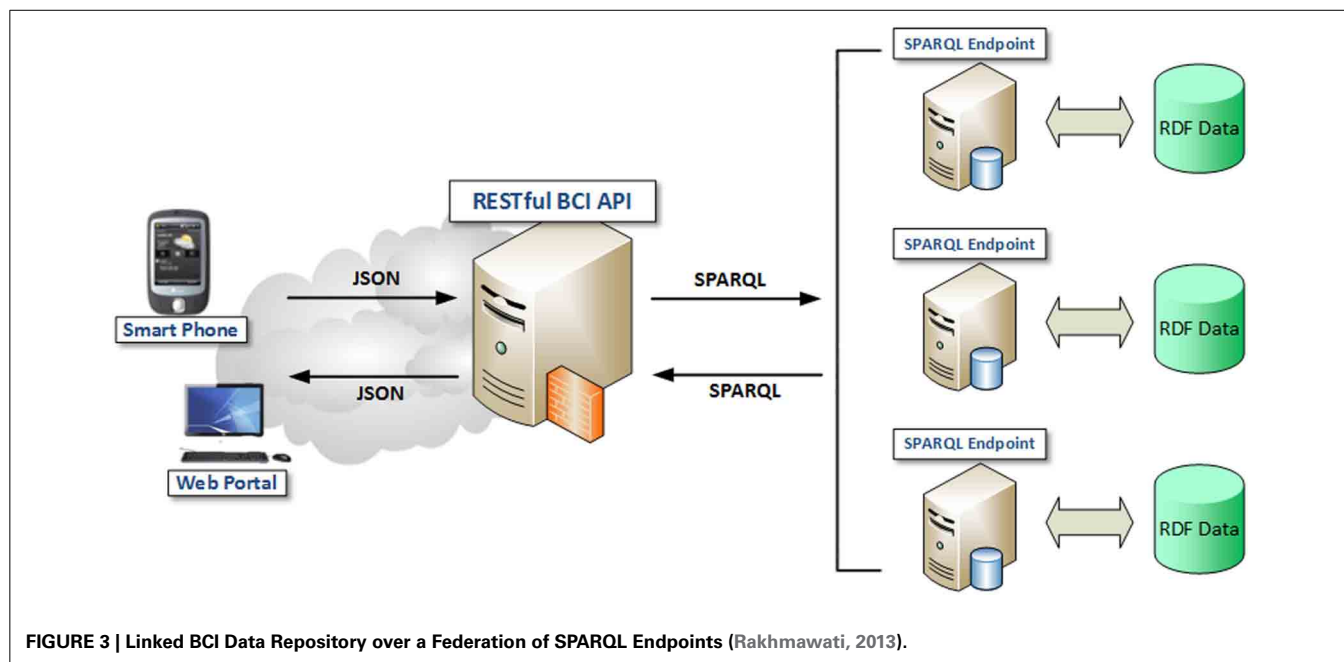 SPARQL Endpoint
RDF Data
RESTful BCI API
JSON
SPARQL
Smart Phone
SPARQL Endpoint
RDF Data
JSON
SPARQL
Web Portal
SPARQL Endpoint
RDF Data
FIGURE 3 | Linked BCI Data Repository over a Federation of SPARQL Endpoints (Rakhmawati, 2013).